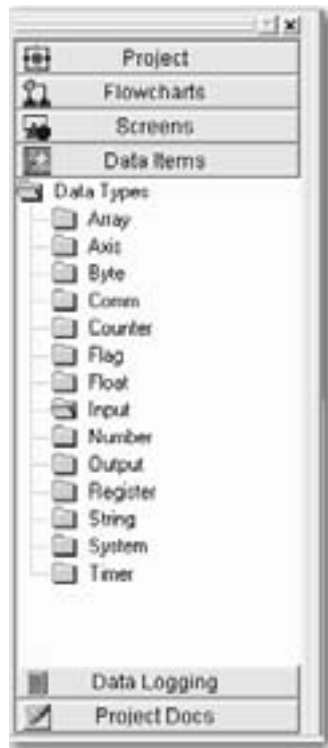 Project
Flowcharts
Screens
Data Items
Data Types
Array
Axis
Byte
Comm
Counter
Flag
Float
Input
Number
Output
Register
String
System
Timer
Data Logging
Project Docs